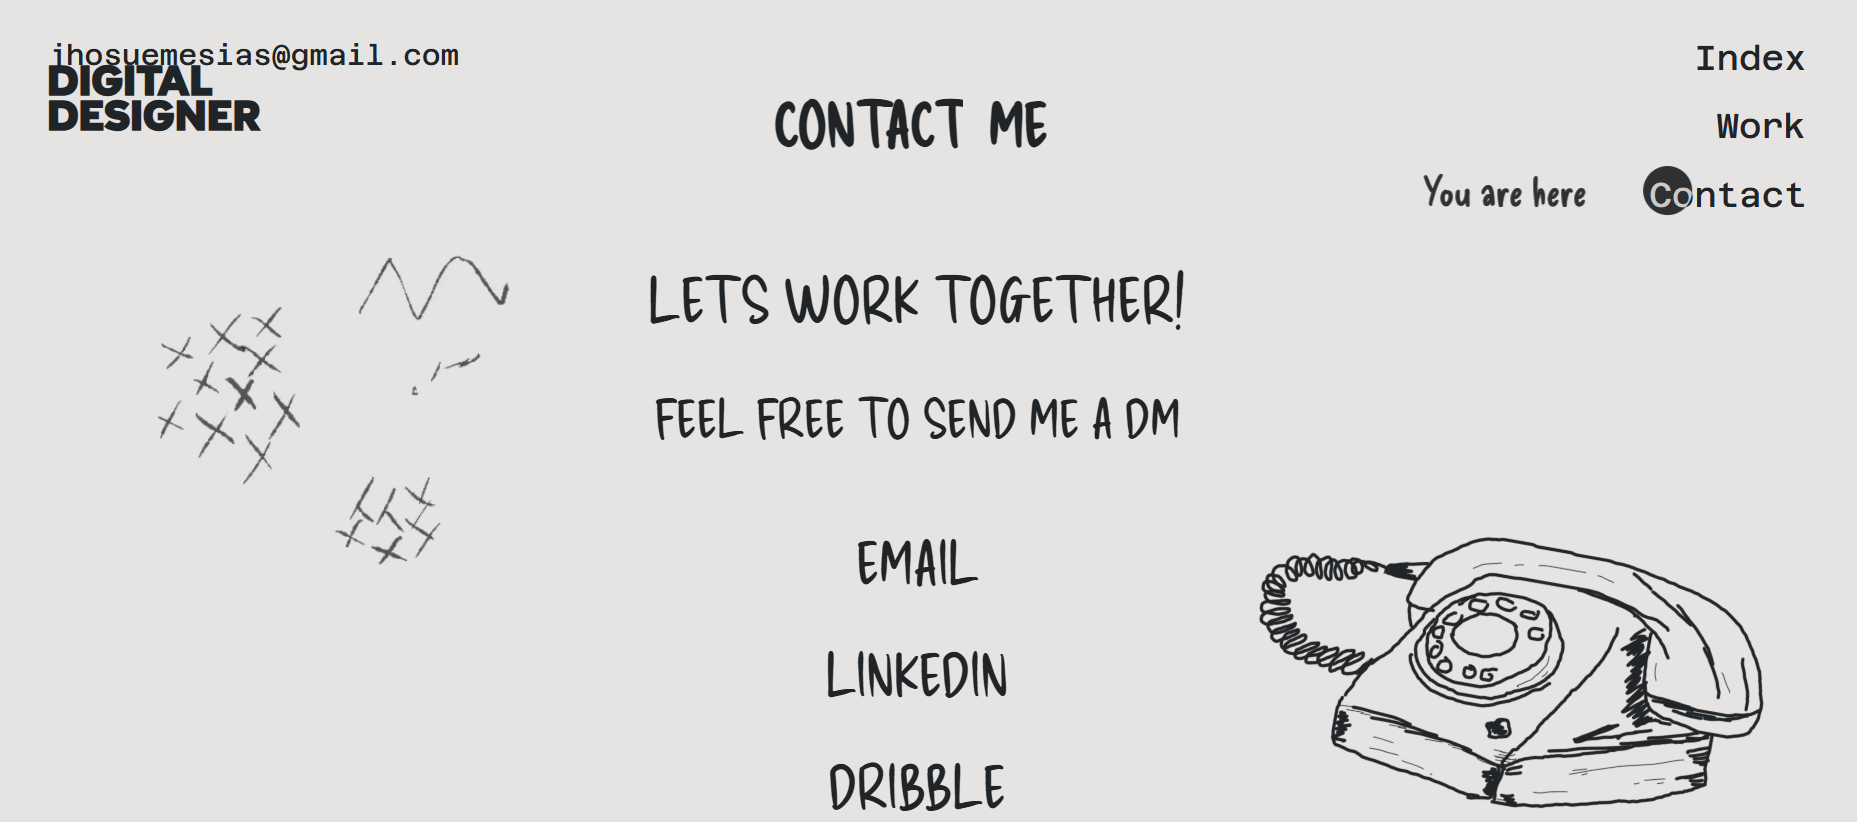 jhosuemesias@gmail.com
DIGITAL
DESIGNER
Index
Work
You are here
Contact
CONTACT ME
LETS WORK TOGETHER!
FEEL FREE TO SEND ME A DM
EMAIL
LINKEDIN
DRIBBLE